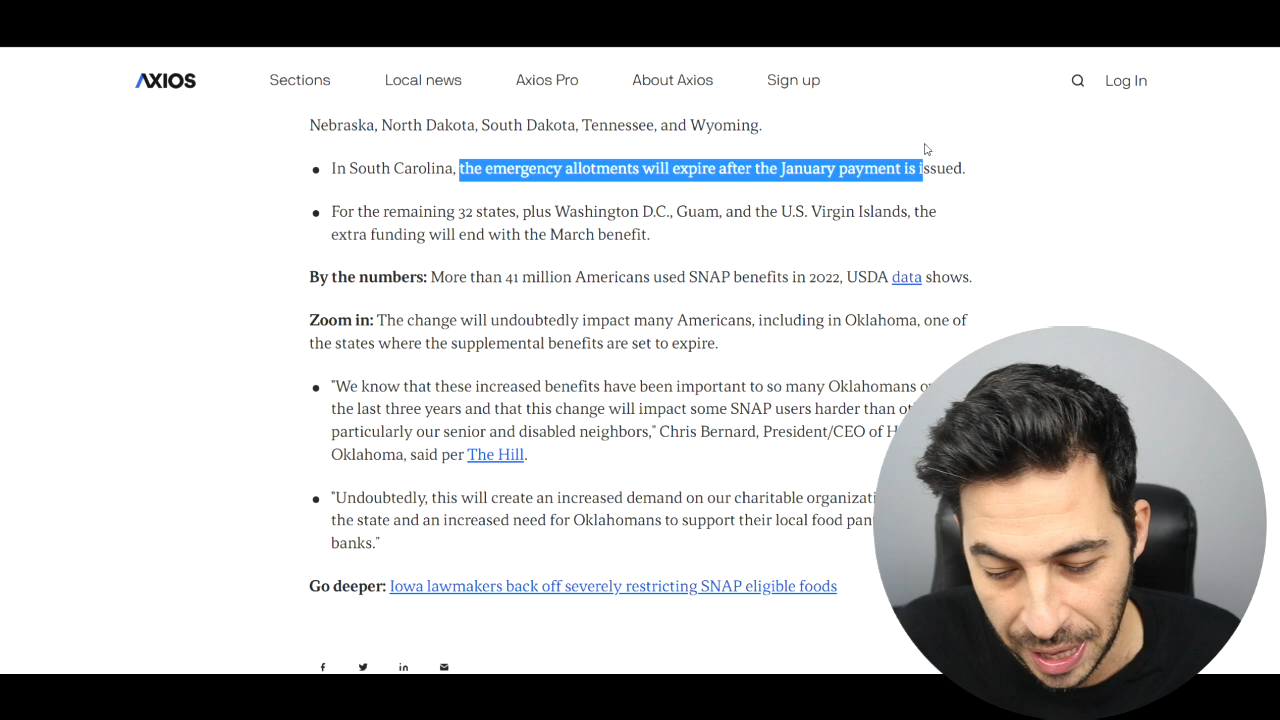 AXIOS Sections Local news Axios Pro About Axios Sign up Log In
Nebraska, North Dakota, South Dakota, Tennessee, and Wyoming.
• In South Carolina, the emergency allotments will expire after the January payment is issued.
• For the remaining 32 states, plus Washington D.C., Guam, and the U.S. Virgin Islands, the
extra funding will end with the March benefit.
By the numbers: More than 41 million Americans used SNAP benefits in 2022, USDA data shows.
Zoom in: The change will undoubtedly impact many Americans, including in Oklahoma, one of
the states where the supplemental benefits are set to expire.
• "We know that these increased benefits have been important to so many Oklahomans
the last three years and that this change will impact some SNAP users harder than
particularly our senior and disabled neighbors," Chris Bernard, President/CEO of
Oklahoma, said per The Hill.
• "Undoubtedly, this will create an increased demand on our charitable
the state and an increased need for Oklahomans to support their local food
banks."
Go deeper: Iowa lawmakers back off severely restricting SNAP eligible foods